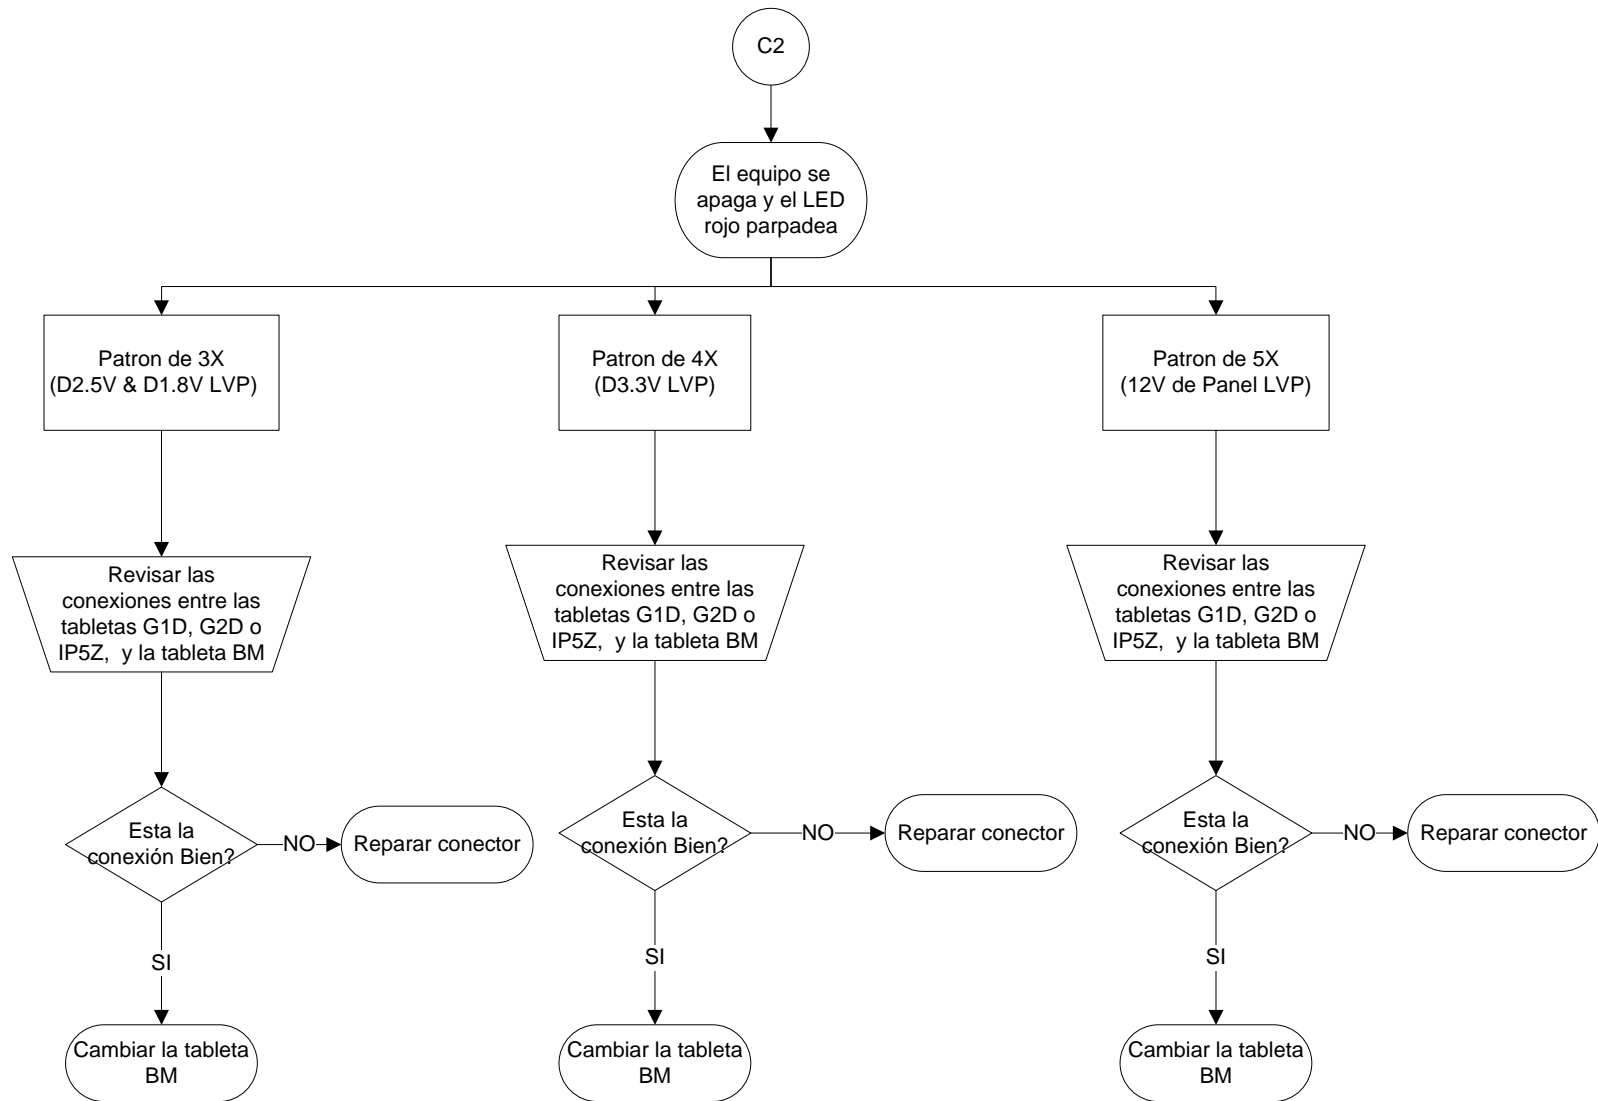 C2
El equipo se
apaga y el LED
rojo parpadea
Patron de 3X
(D2.5V & D1.8V LVP)
Patron de 4X
(D3.3V LVP)
Patron de 5X
(12V de Panel LVP)
Revisar las
conexiones entre las
tabletas G1D, G2D o
IP5Z,  y la tableta BM
Revisar las
conexiones entre las
tabletas G1D, G2D o
IP5Z,  y la tableta BM
Revisar las
conexiones entre las
tabletas G1D, G2D o
IP5Z,  y la tableta BM
Esta la
conexión Bien?
NO
Reparar conector
Esta la
conexión Bien?
NO
Reparar conector
Esta la
conexión Bien?
NO
Reparar conector
SI
SI
SI
Cambiar la tableta
BM
Cambiar la tableta
BM
Cambiar la tableta
BM